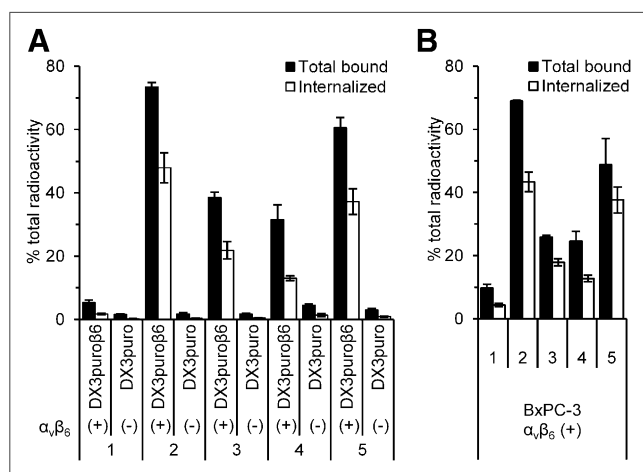 A
B
80
60
40
20
0
% total radioactivity
Total bound
Internalized
DX3puroβ6
DX3puro
DX3puroβ6
DX3puro
DX3puroβ6
DX3puro
DX3puroβ6
DX3puro
DX3puroβ6
DX3puro
αvβ6 (+) (-) (+) (-) (+) (-) (+) (-) (+) (-)
1 2 3 4 5
80
60
40
20
0
% total radioactivity
Total bound
Internalized
1 2 3 4 5
BxPC-3
αvβ6 (+)